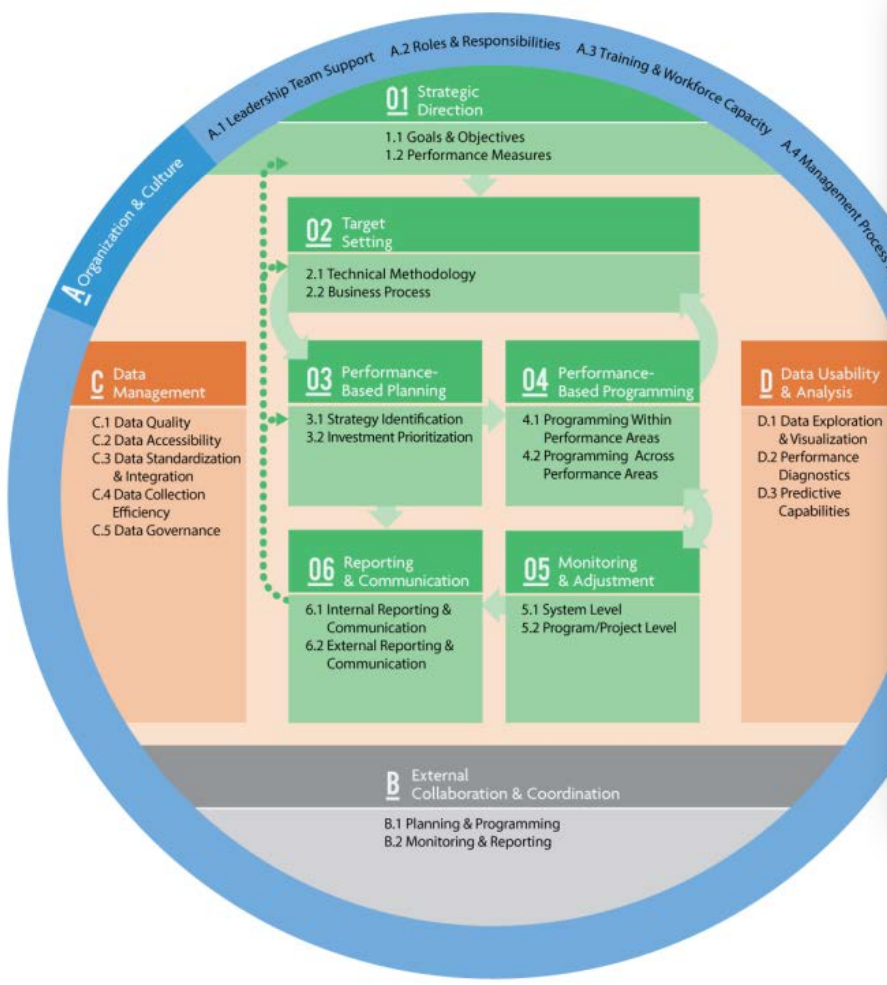 A.1 Leadership Team Support
A.2 Roles & Responsibilities
A.3 Training & Workforce Capacity
A.4 Management Process
A Organization & Culture
01 Strategic
Direction
1.1 Goals & Objectives
1.2 Performance Measures
02 Target
Setting
2.1 Technical Methodology
2.2 Business Process
C Data
Management
C.1 Data Quality
C.2 Data Accessibility
C.3 Data Standardization
& Integration
C.4 Data Collection
Efficiency
C.5 Data Governance
03 Performance-
Based Planning
3.1 Strategy Identification
3.2 Investment Prioritization
04 Performance-
Based Programming
4.1 Programming Within
Performance Areas
4.2 Programming Across
Performance Areas
D Data Usability
& Analysis
D.1 Data Exploration
& Visualization
D.2 Performance
Diagnostics
D.3 Predictive
Capabilities
06 Reporting
& Communication
6.1 Internal Reporting &
Communication
6.2 External Reporting &
Communication
05 Monitoring
& Adjustment
5.1 System Level
5.2 Program/Project Level
B External
Collaboration & Coordination
B.1 Planning & Programming
B.2 Monitoring & Reporting